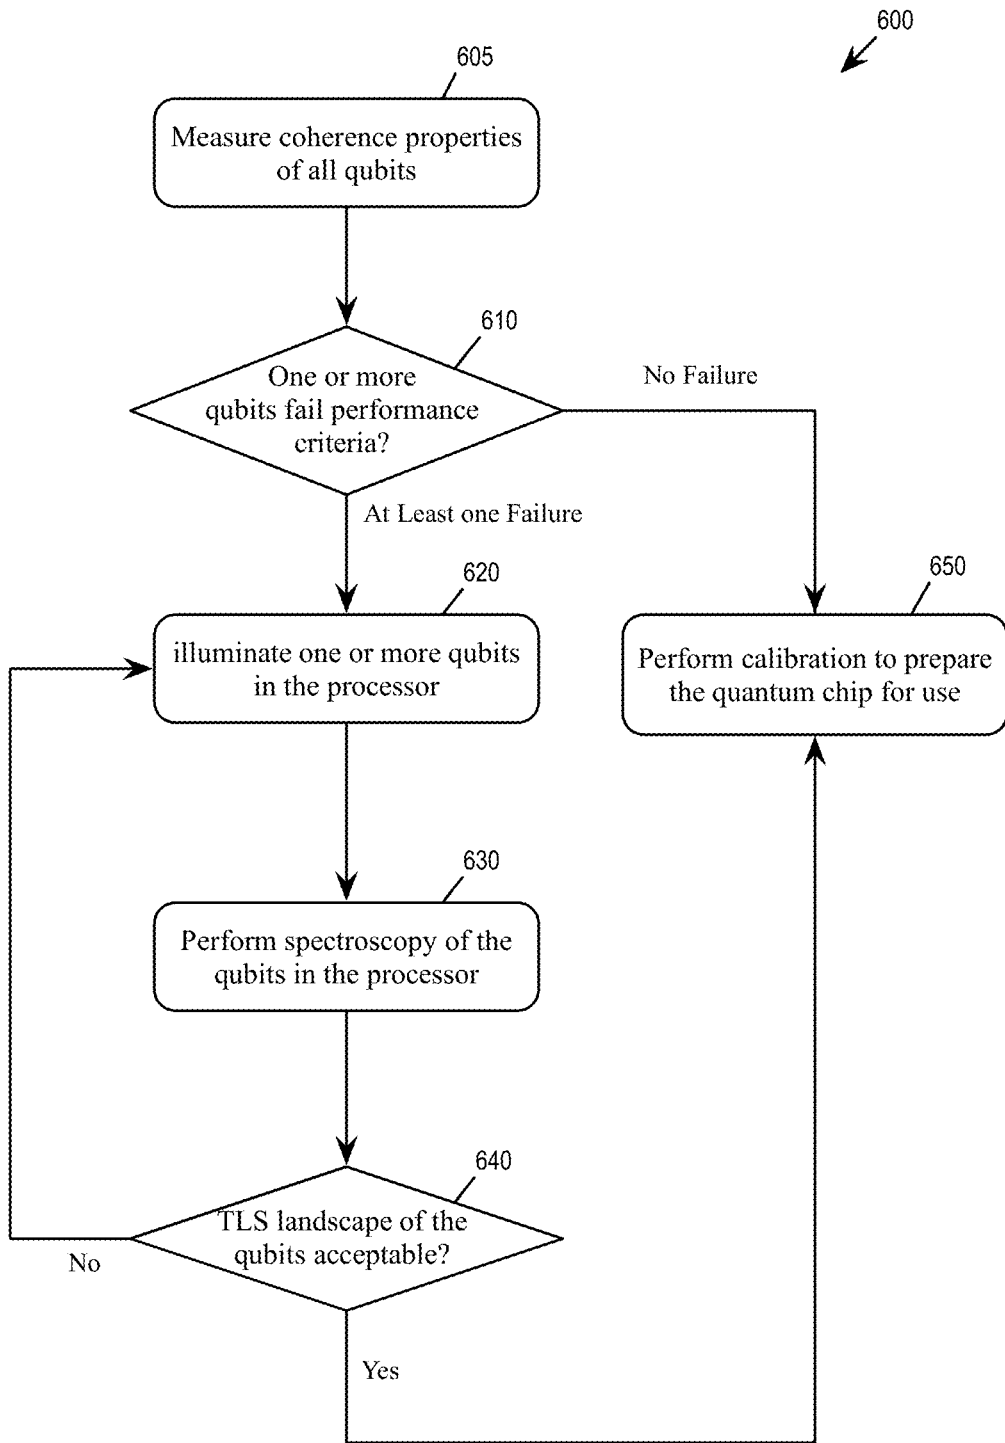 600
605
Measure coherence properties
of all qubits
610
One or more
qubits fail performance
criteria?
No Failure
At Least one Failure
620
illuminate one or more qubits
in the processor
650
Perform calibration to prepare
the quantum chip for use
630
Perform spectroscopy of the
qubits in the processor
640
TLS landscape of the
qubits acceptable?
No
Yes